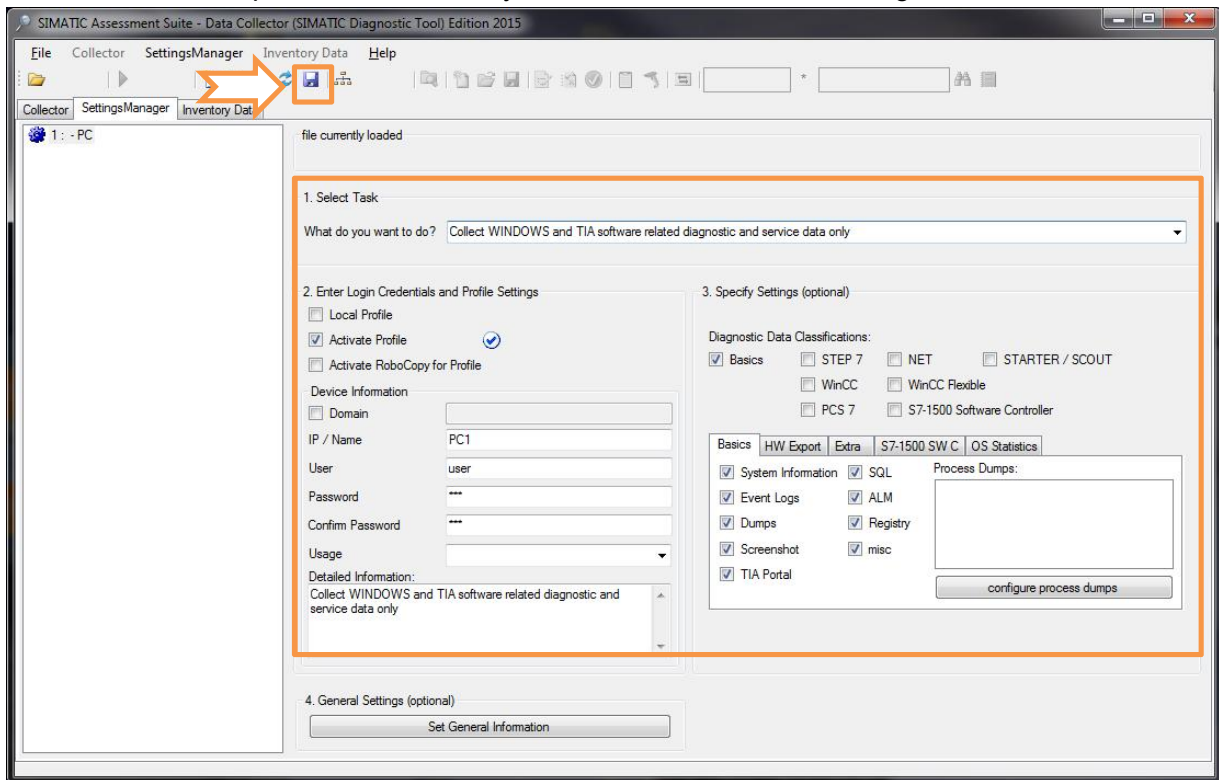 SIMATIC Assessment Suite - Data Collector (SIMATIC Diagnostic Tool) Edition 2015
File Collector SettingsManager Inventory Data Help
*
Collector SettingsManager Inventory Data
1 : - PC
file currently loaded
1. Select Task
What do you want to do? Collect WINDOWS and TIA software related diagnostic and service data only
2. Enter Login Credentials and Profile Settings
Local Profile
Activate Profile
Activate RoboCopy for Profile
Device Information
Domain
IP / Name PC1
User user
Password ***
Confirm Password ***
Usage
Detailed Information:
Collect WINDOWS and TIA software related diagnostic and
service data only
3. Specify Settings (optional)
Diagnostic Data Classifications:
Basics STEP 7 NET STARTER / SCOUT
WinCC WinCC Flexible
PCS 7 S7-1500 Software Controller
Basics HW Export Extra S7-1500 SW C OS Statistics
System Information SQL Process Dumps:
Event Logs ALM
Dumps Registry
Screenshot misc
TIA Portal
configure process dumps
4. General Settings (optional)
Set General Information